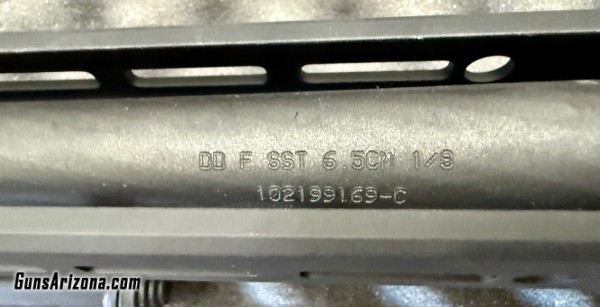 DD F SST 6.5CM 1/8
102199169-C
GunsArizona.com